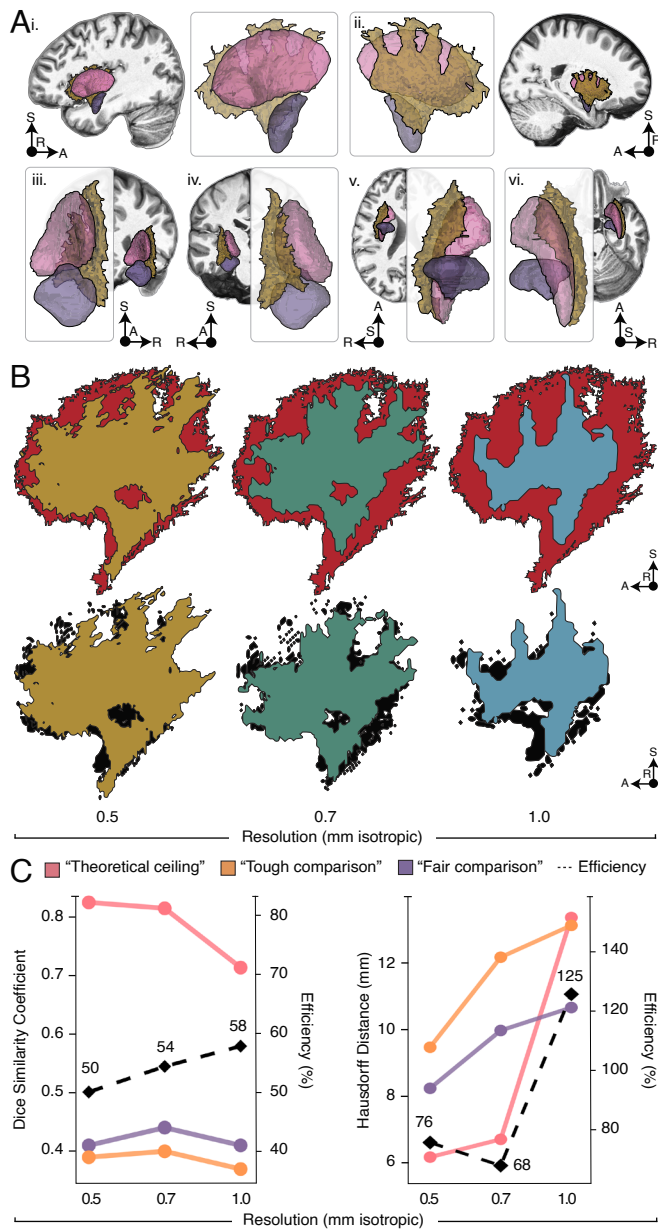 A
i.
ii.
S
R
A
S
A
R
iii.
iv.
v.
vi.
S
A
R
S
A
R
A
S
R
A
S
R
B
S
R
A
S
R
A
0.5
0.7
1.0
Resolution (mm isotropic)
C
"Theoretical ceiling"
"Tough comparison"
"Fair comparison"
Efficiency
Dice Similarity Coefficient
0.8
0.7
0.6
0.5
0.4
50
54
58
80
70
60
50
40
Efficiency (%)
0.5
0.7
1.0
Hausdorff Distance (mm)
12
10
8
6
76
68
125
140
120
100
80
Efficiency (%)
0.5
0.7
1.0
Resolution (mm isotropic)